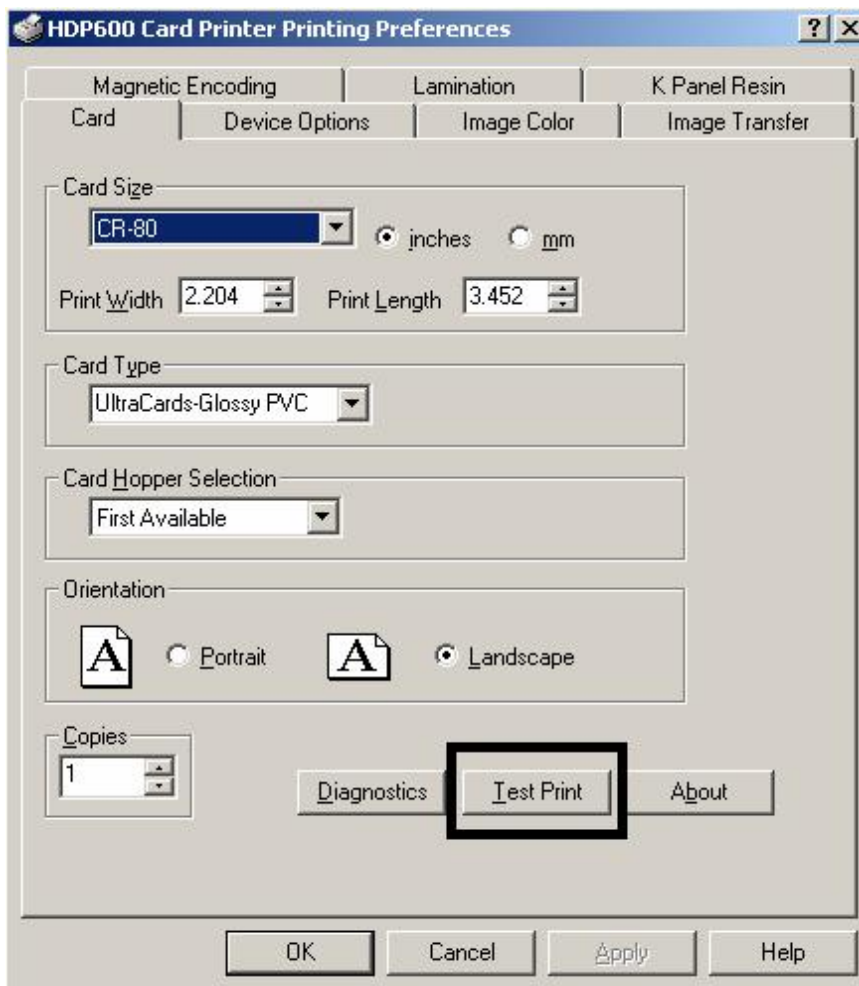 HDP600 Card Printer Printing Preferences
Magnetic Encoding Lamination K Panel Resin
Card Device Options Image Color Image Transfer
Card Size
CR-80 inches mm
Print Width 2.204 Print Length 3.452
Card Type
UltraCards-Glossy PVC
Card Hopper Selection
First Available
Orientation
A Portrait A Landscape
Copies
1
Diagnostics Test Print About
OK Cancel Apply Help